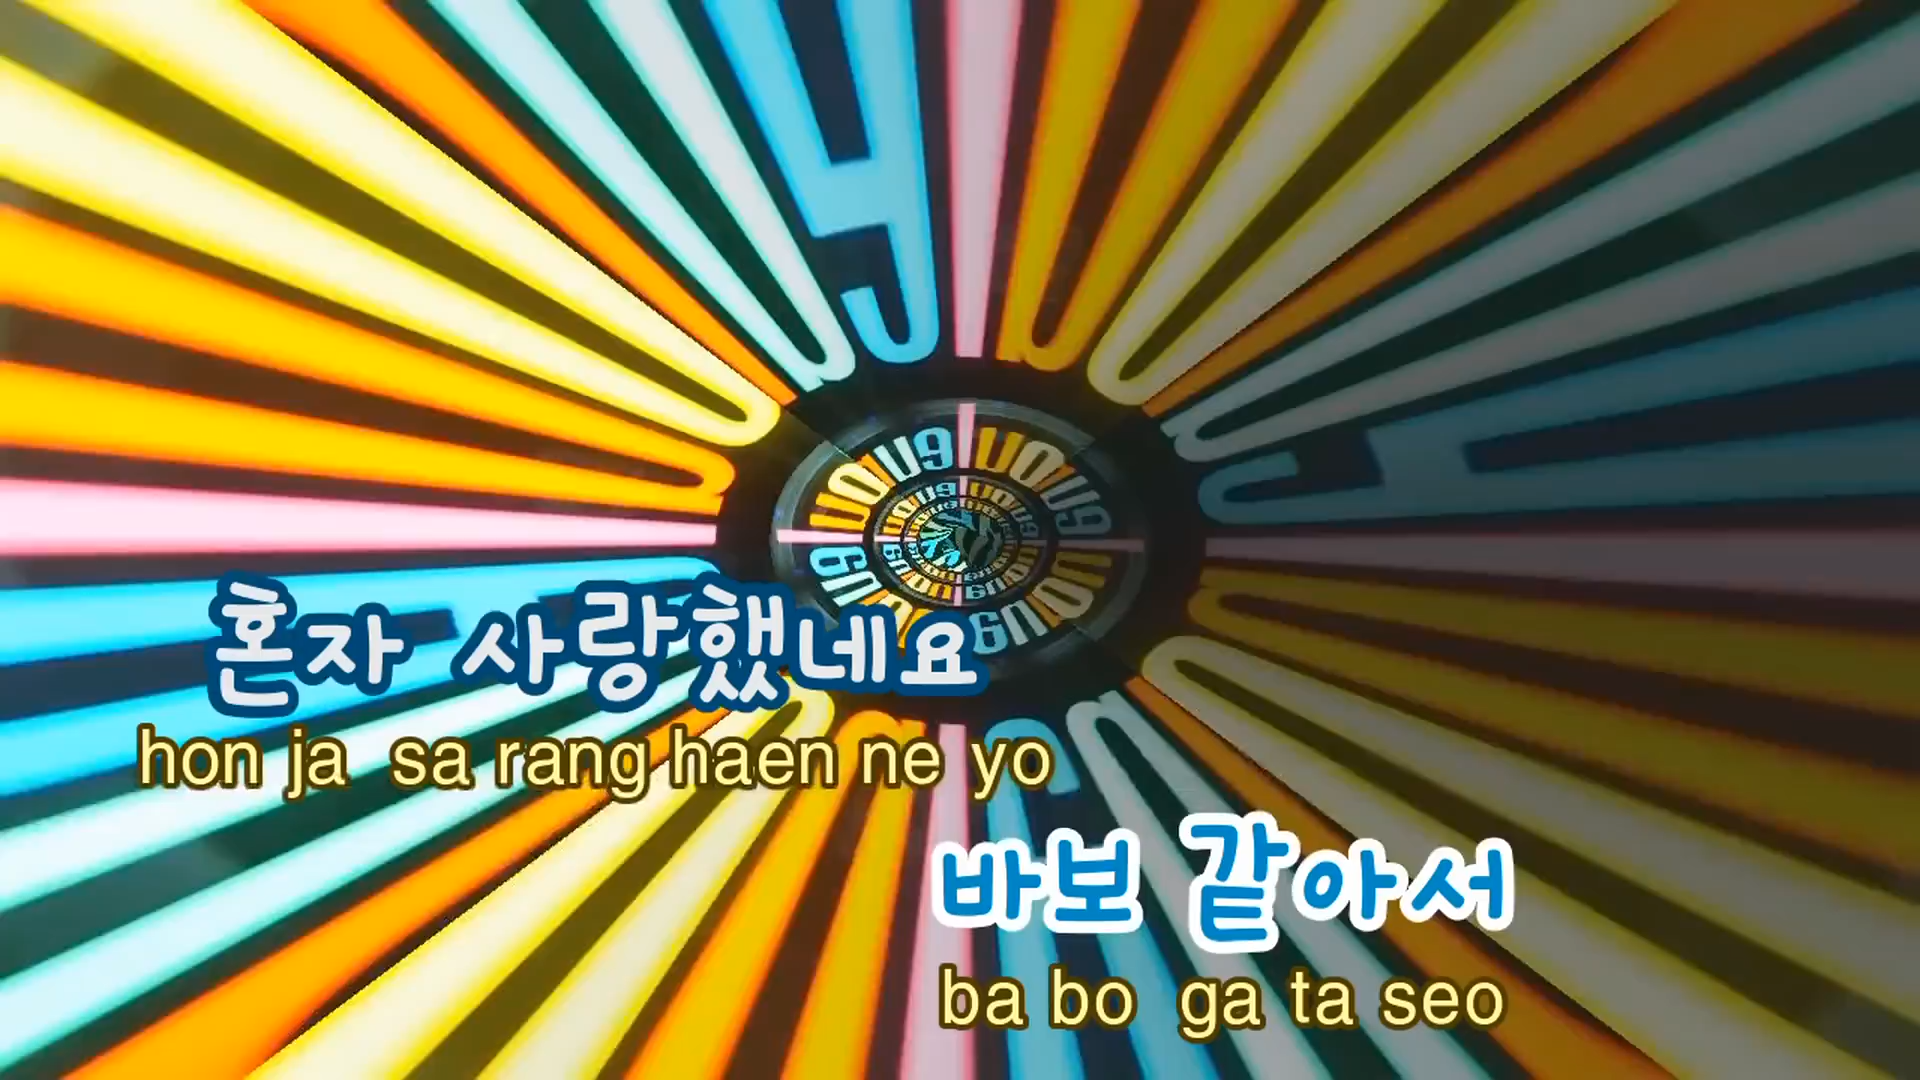 혼자 사랑했네요
hon ja sa rang haen ne yo
바보 같아서
ba bo ga ta seo